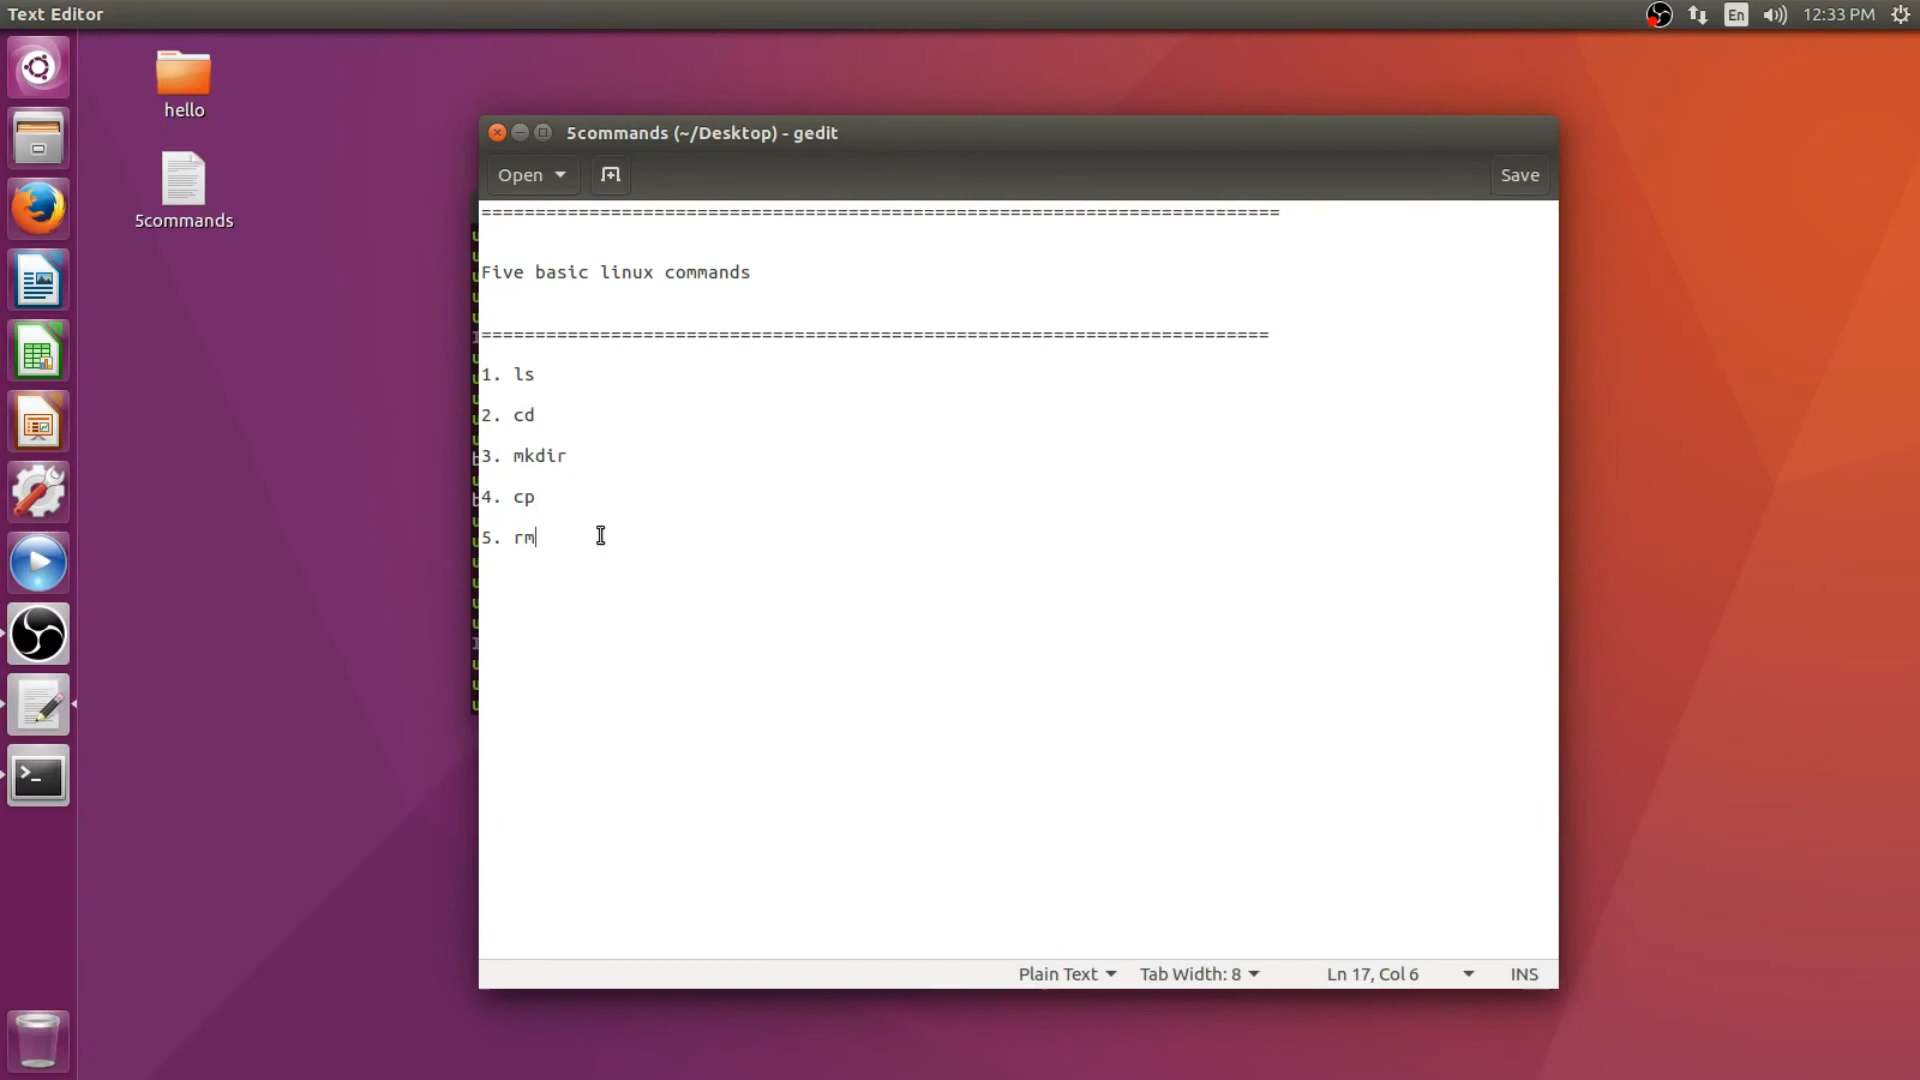 Text Editor
En
12:33 PM
hello
5commands
5commands (~/Desktop) - gedit
Open
Save
==========================================================================
Five basic linux commands
=========================================================================
1. ls
2. cd
3. mkdir
4. cp
5. rm
Plain Text
Tab Width: 8
Ln 17, Col 6
INS